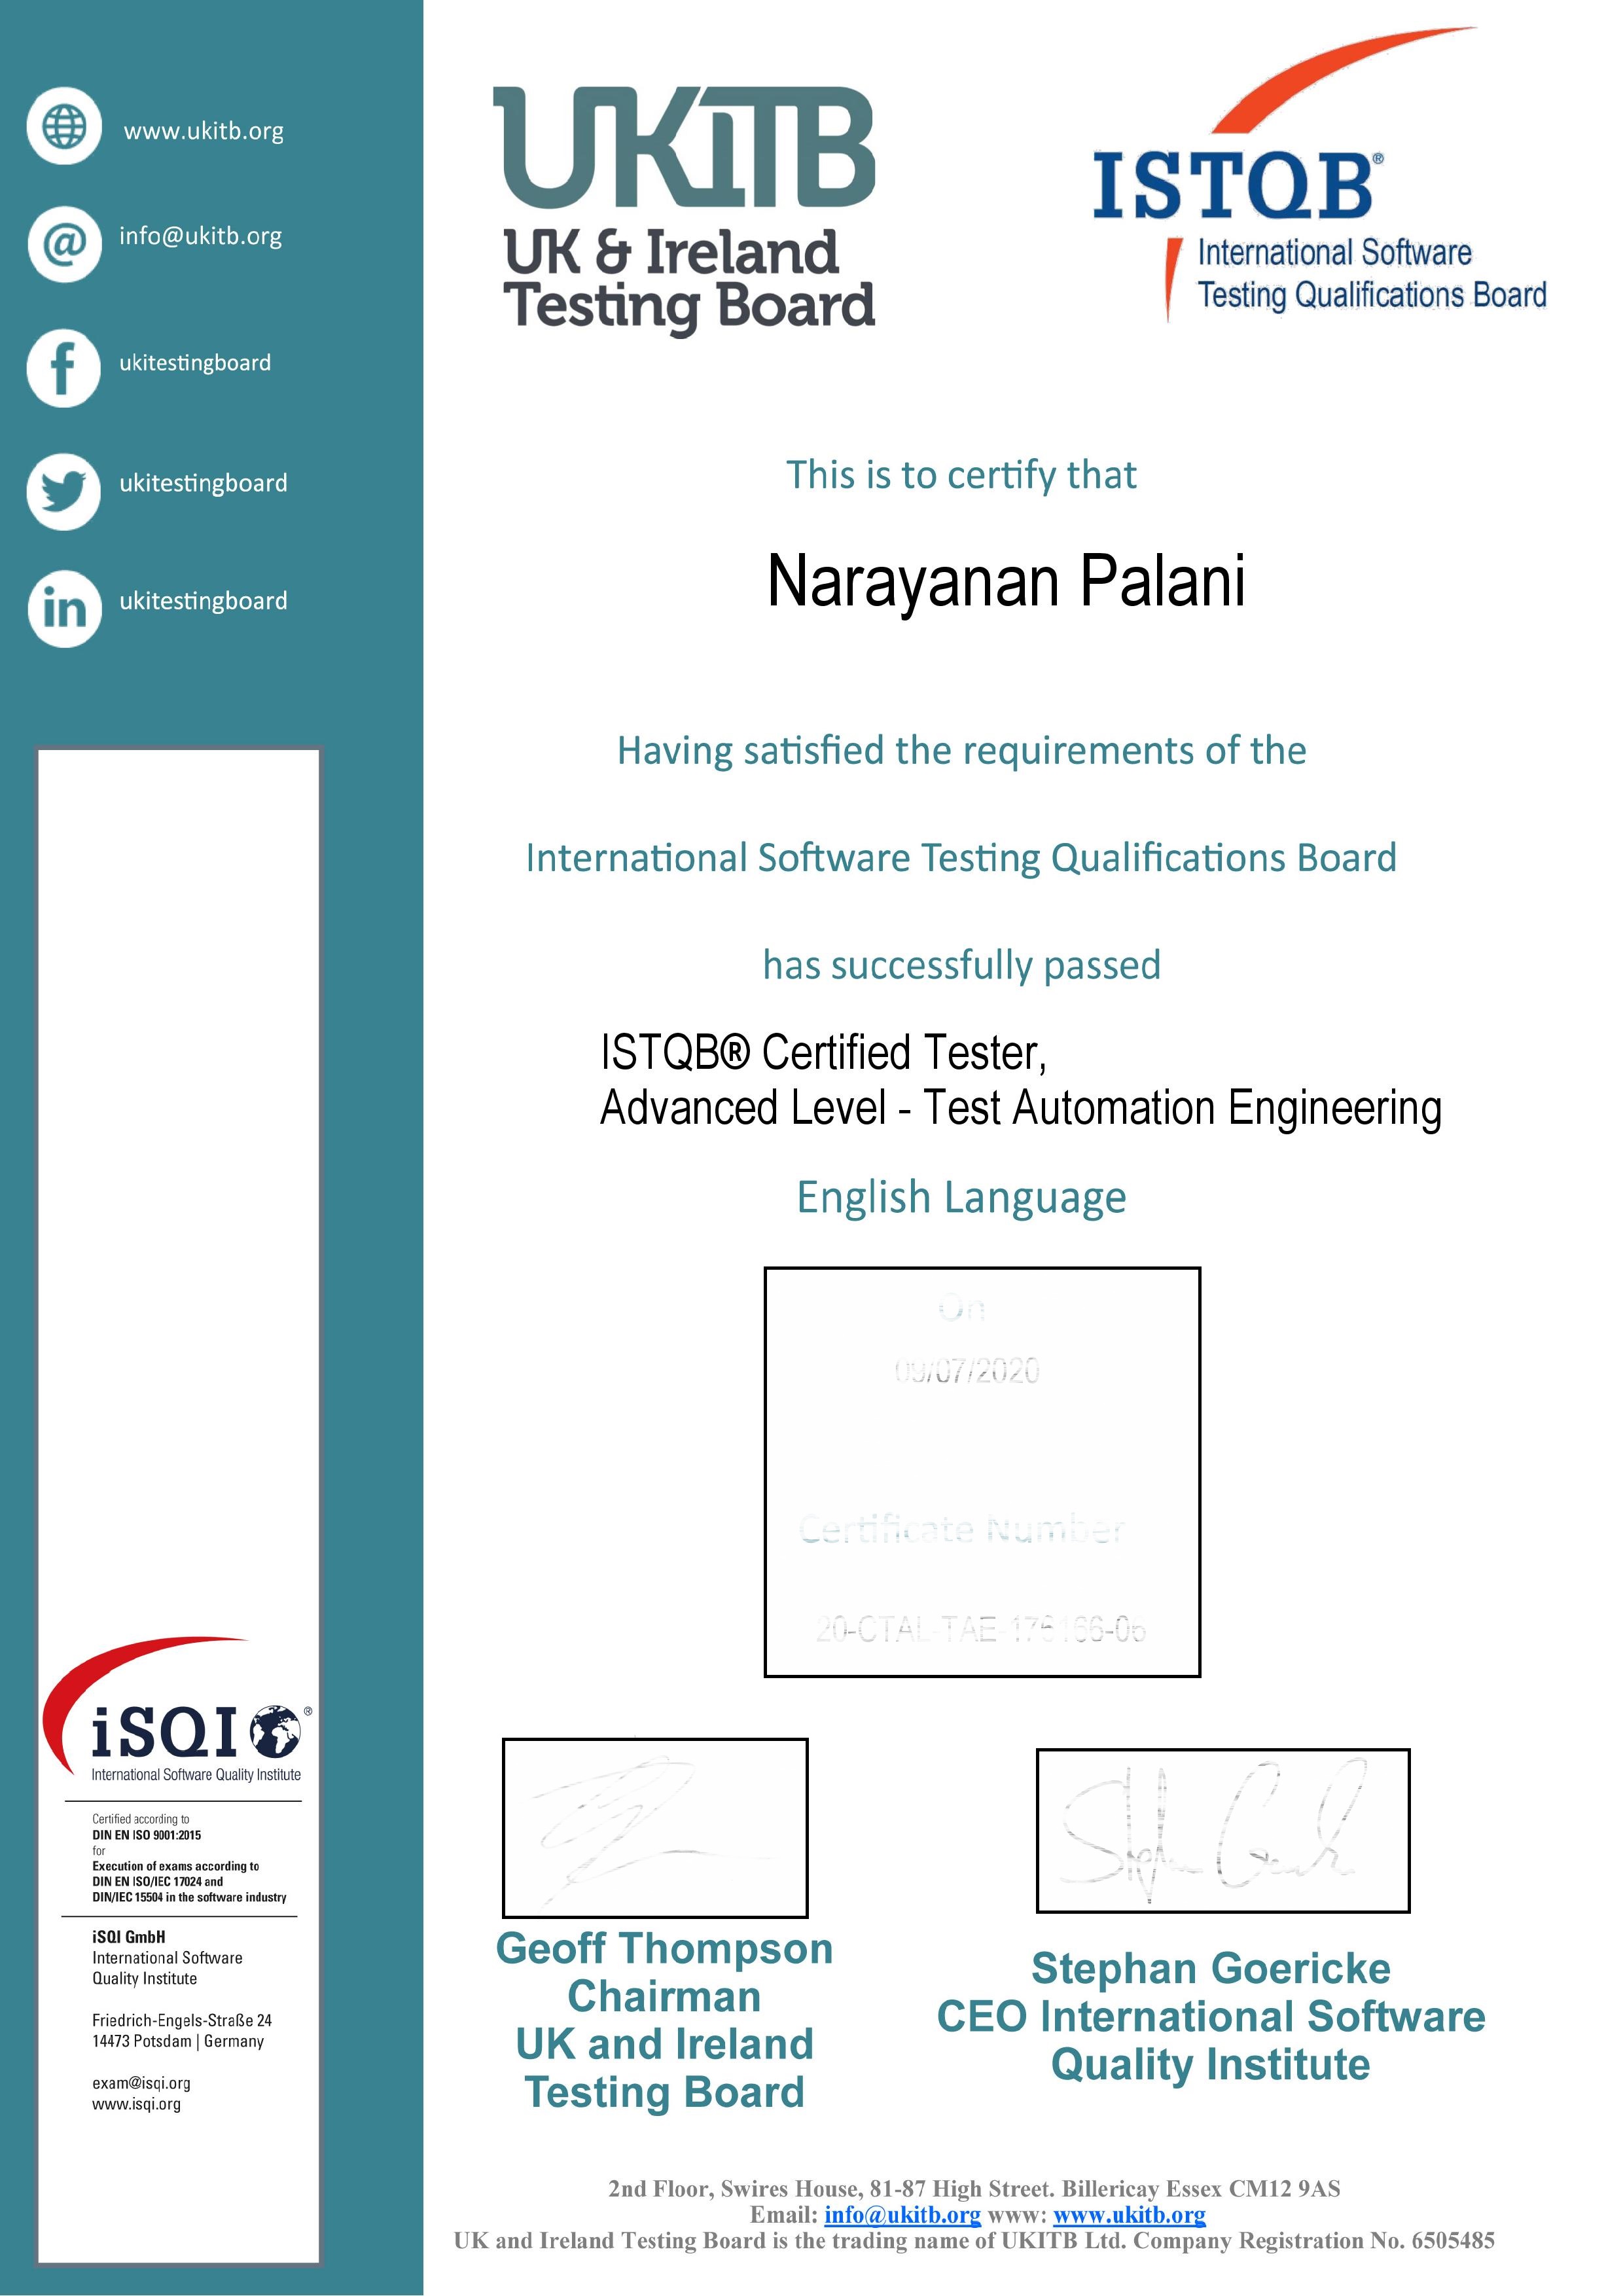 www.ukitb.org
info@ukitb.org
ukitestingboard
ukitestingboard
ukitestingboard
UKITB
UK & Ireland
Testing Board
ISTQB®
International Software
Testing Qualifications Board
This is to certify that
Narayanan Palani
Having satisfied the requirements of the
International Software Testing Qualifications Board
has successfully passed
ISTQB® Certified Tester,
Advanced Level - Test Automation Engineering
English Language
On
09/07/2020
Certificate Number
Geoff Thompson
Chairman
UK and Ireland
Testing Board
Stephan Goericke
CEO International Software
Quality Institute
iSQI ®
International Software Quality Institute
Certified according to
DIN EN ISO 9001:2015
for
Execution of exams according to
DIN EN ISO/IEC 17024 and
DIN/IEC 15504 in the software industry
iSQI GmbH
International Software
Quality Institute
Friedrich-Engels-Straße 24
14473 Potsdam | Germany
exam@isqi.org
www.isqi.org
2nd Floor, Swires House, 81-87 High Street. Billericay Essex CM12 9AS
Email: info@ukitb.org www: www.ukitb.org
UK and Ireland Testing Board is the trading name of UKITB Ltd. Company Registration No. 6505485